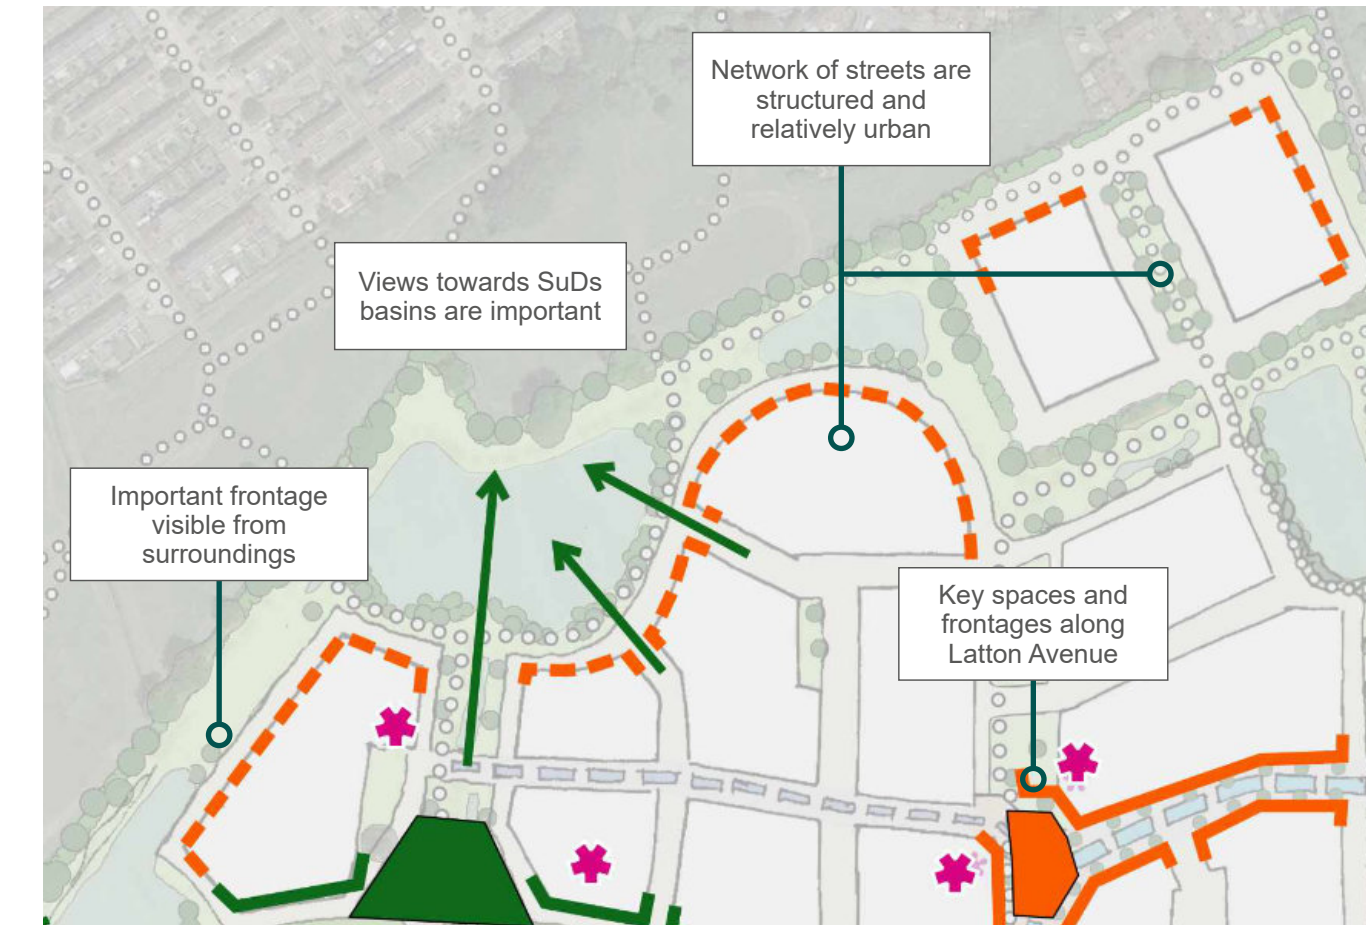 Network of streets are
structured and
relatively urban
Views towards SuDs
basins are important
Important frontage
visible from
surroundings
Key spaces and
frontages along
Latton Avenue